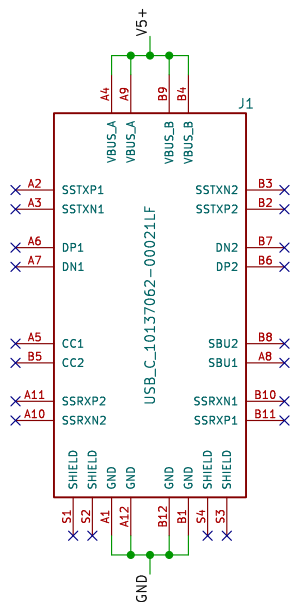 V5+
A4
A9
B9
B4
J1
VBUS_A
VBUS_A
VBUS_B
VBUS_B
A2 SSTXP1 SSTXN2 B3
A3 SSTXN1 SSTXP2 B2
A6 DP1 DN2 B7
A7 DN1 DP2 B6
USB_C_10137062-00021LF
A5 CC1 SBU2 B8
B5 CC2 SBU1 A8
A11 SSRXP2 SSRXN1 B10
A10 SSRXN2 SSRXP1 B11
SHIELD
SHIELD
GND
GND
GND
GND
SHIELD
SHIELD
S1
S2
A1
A12
B12
B1
S4
S3
GND